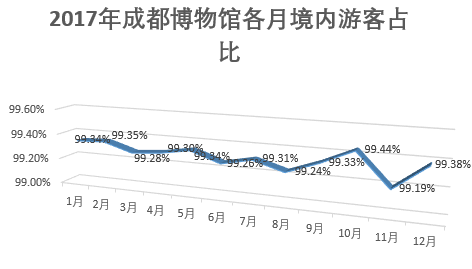 2017年成都博物馆各月境内游客占
比
99.60%
99.40%
99.20%
99.00%
99.34%
99.35%
99.28%
99.30%
99.34%
99.26%
99.31%
99.24%
99.33%
99.44%
99.19%
99.38%
1月
2月
3月
4月
5月
6月
7月
8月
9月
10月
11月
12月